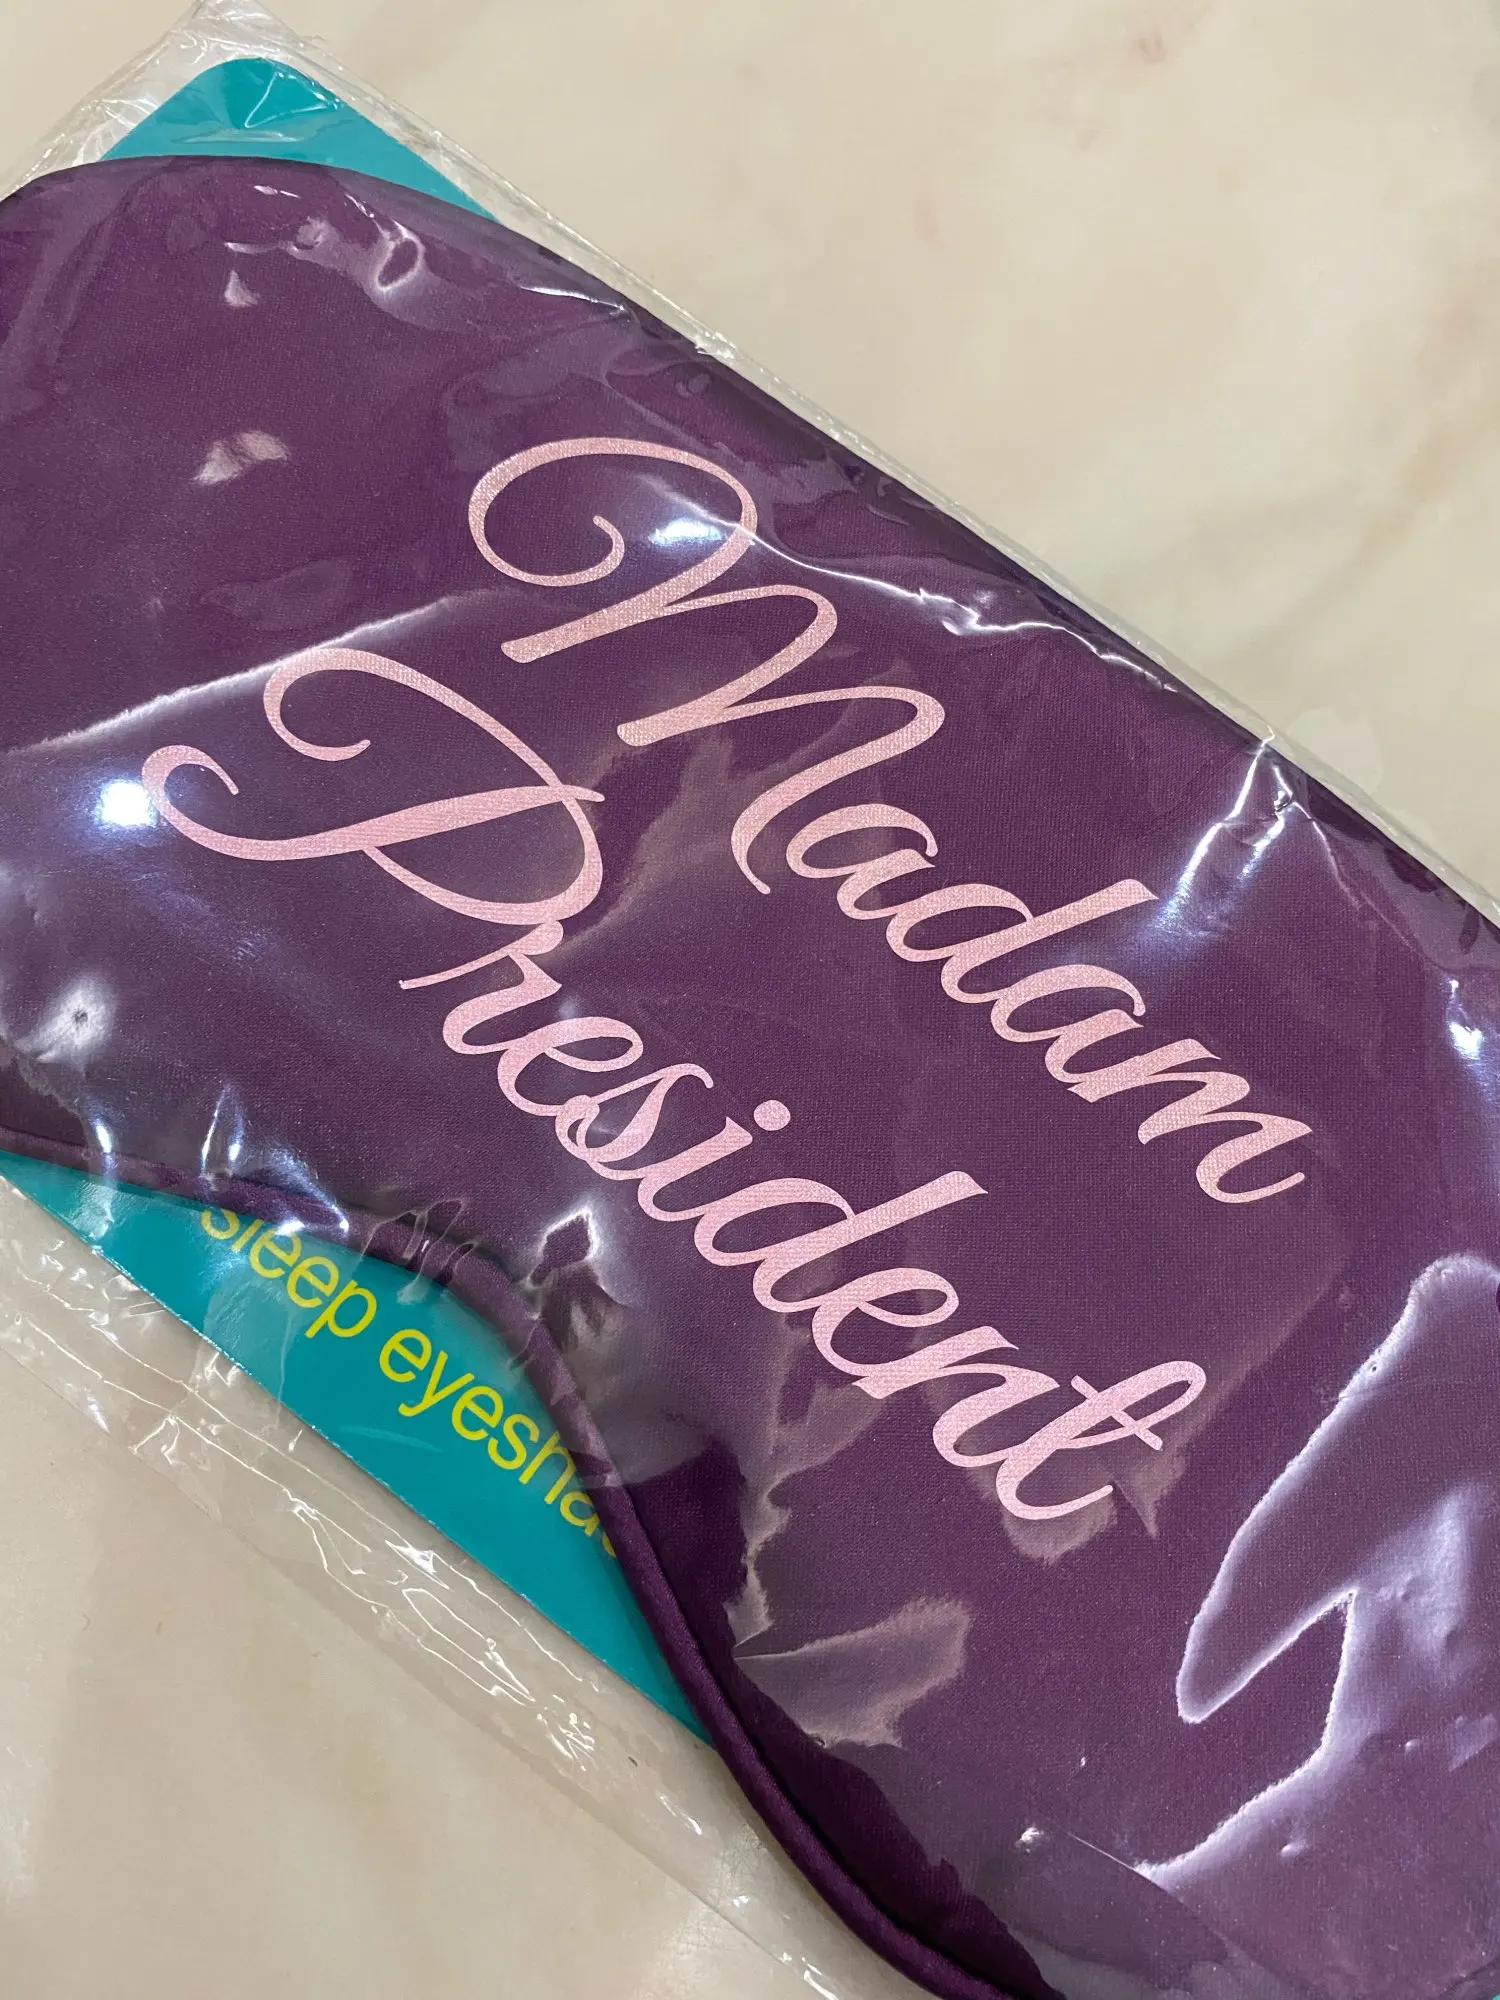 Madam
President
sleep eyesha